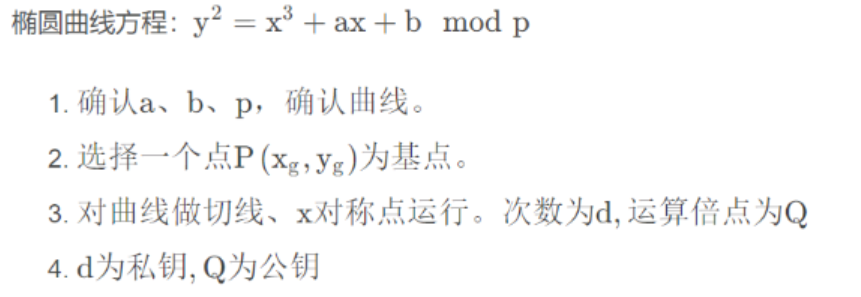 椭圆曲线方程：y² = x³ + ax + b mod p
1. 确认a、b、p，确认曲线。
2. 选择一个点P (x_g, y_g)为基点。
3. 对曲线做切线、x对称点运行。次数为d, 运算倍点为Q
4. d为私钥, Q为公钥